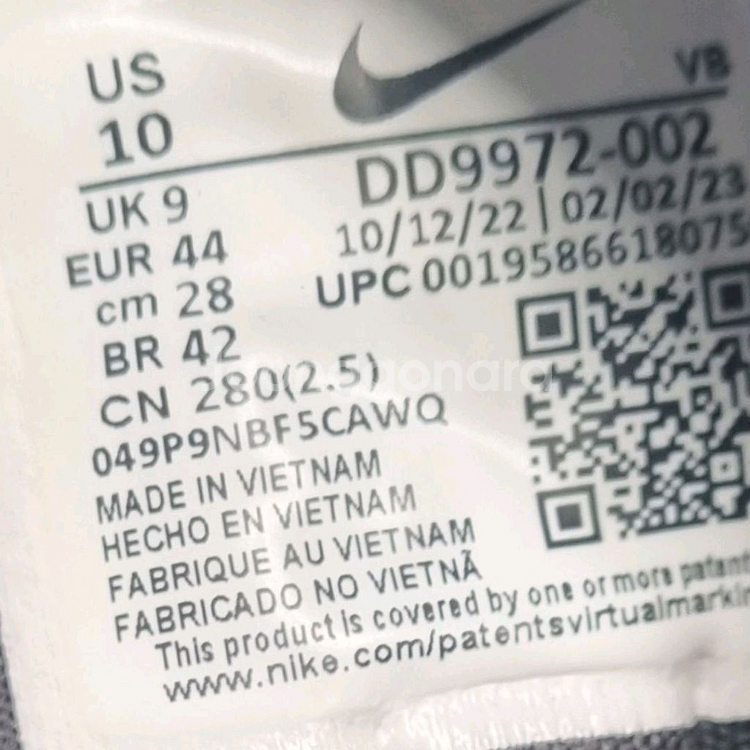 US
10
VB
DD9972-002
UK 9
10/12/22 | 02/02/23
EUR 44
UPC 0019586618075
cm 28
BR 42
CN 280(2.5)
049P9NBF5CAWQ
MADE IN VIETNAM
HECHO EN VIETNAM
FABRIQUE AU VIETNAM
FABRICADO NO VIETNÃ
This product is covered by one or more patent
www.nike.com/patentsvirtualmarkin